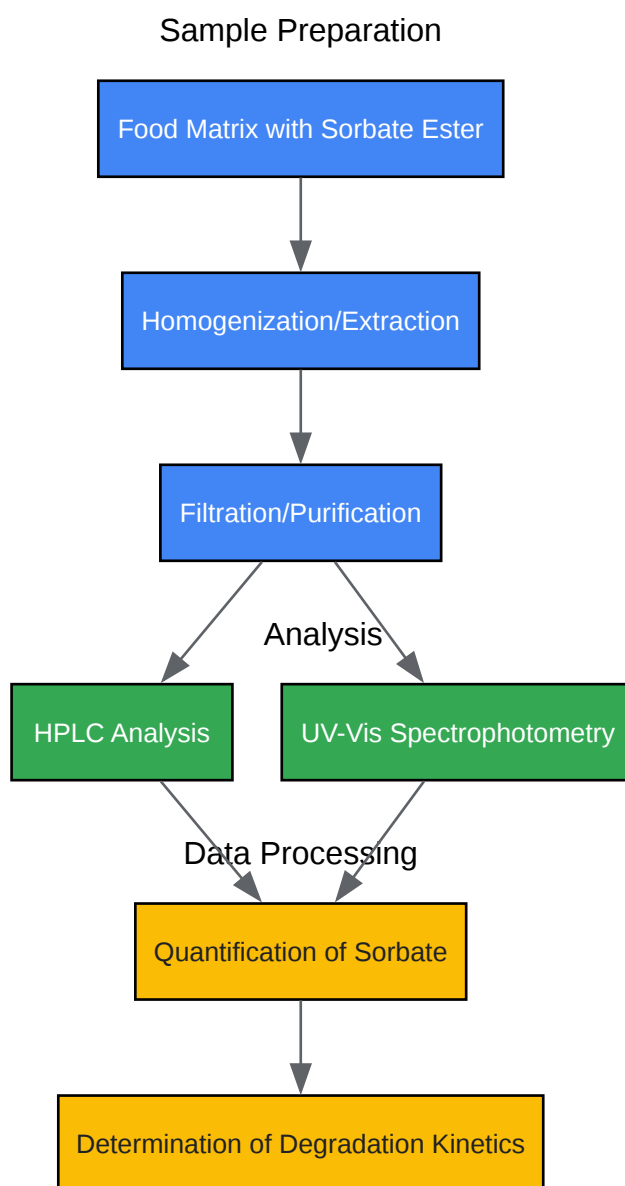 Sample Preparation
Food Matrix with Sorbate Ester
Homogenization/Extraction
Filtration/Purification
Analysis
HPLC Analysis
UV-Vis Spectrophotometry
Data Processing
Quantification of Sorbate
Determination of Degradation Kinetics